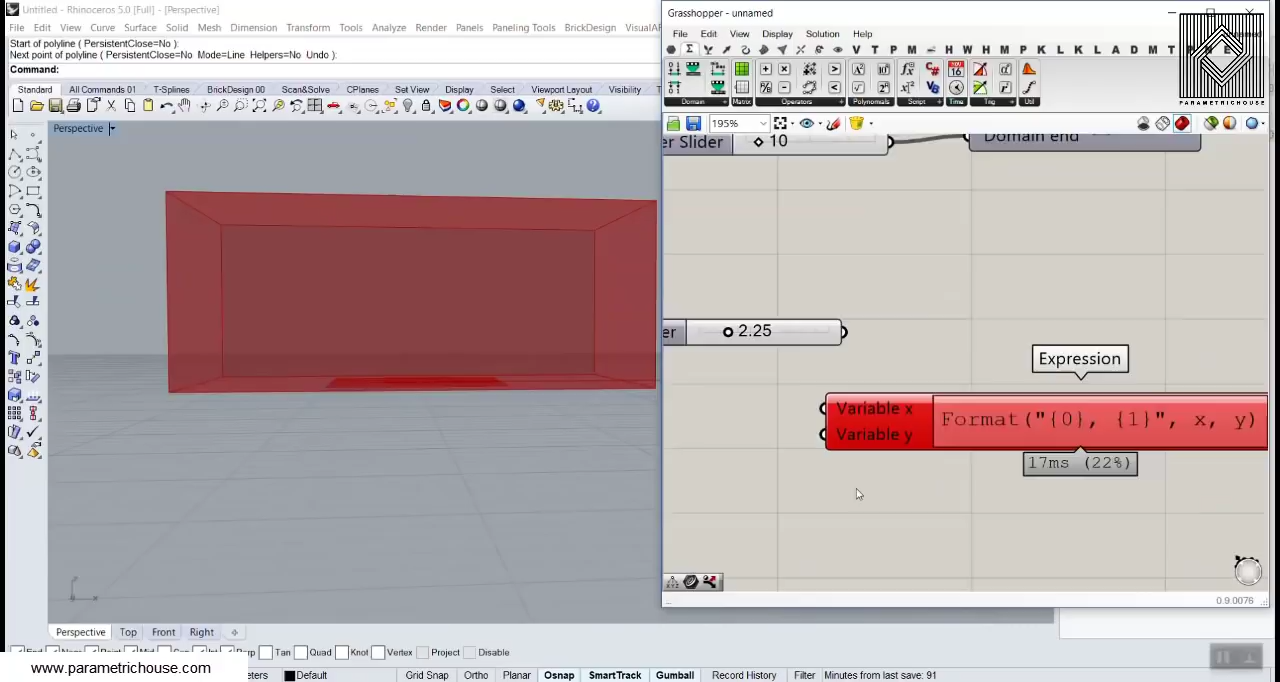 Untitled - Rhinoceros 5.0 [Full] - [Perspective]
File Edit View Curve Surface Solid Mesh Dimension Transform Tools Analyze Render Panels Paneling Tools BrickDesign VisualAR
Start of polyline ( PersistentClose=No ):
Next point of polyline ( PersistentClose=No Mode=Line Helpers=No Undo ):
Command:
Standard All Commands 01 T-Splines BrickDesign 00 Scan&Solve CPlanes Set View Display Select Viewport Layout Visibility
Perspective
Grasshopper - unnamed
File Edit View Display Solution Help
V T P M W H M P K L K L A D M T
Domain Matrix Operators Polynomials Script Time Trig Util
PARAMETRICHOUSE
195%
er Slider 10 Domain end
er 2.25
Expression
Variable x
Variable y
Format("{0}, {1}", x, y)
17ms (22%)
0.9.0076
Perspective Top Front Right
Tan Quad Knot Vertex Project Disable
www.parametrichouse.com
Default Grid Snap Ortho Planar Osnap SmartTrack Gumball Record History Filter Minutes from last save: 91